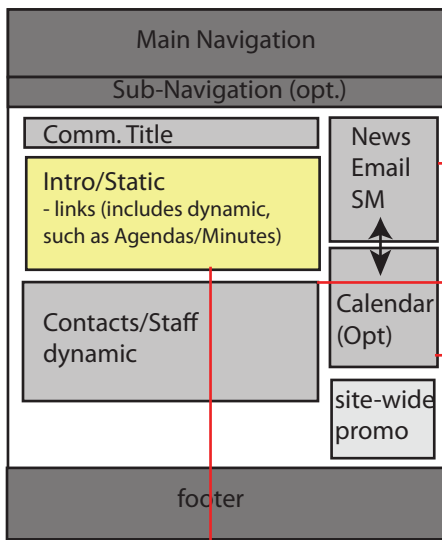 Main Navigation
Sub-Navigation (opt.)
Comm. Title
Intro/Static
- links (includes dynamic,
such as Agendas/Minutes)
Contacts/Staff
dynamic
News
Email
SM
Calendar
(Opt)
site-wide
promo
footer